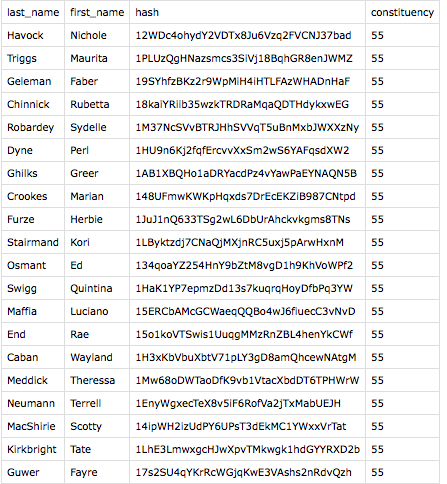 last_name first_name hash constituency
Havock Nichole 12WDc4ohydY2VDTx8Ju6Vzq2FVCNJ37bad 55
Triggs Maurita 1PLUzQgHNazsmcs3SiVj18BqhGR8enJWMZ 55
Geleman Faber 19SYhfzBKz2r9WpMiH4iHTLFAzWHADnHaF 55
Chinnick Rubetta 18kaiYRiib35wzkTRDRaMqaQDTHdykxwEG 55
Robardey Sydelle 1M37NcSVvBTRJHhSVVqT5uBnMxbJWXXzNy 55
Dyne Perl 1HU9n6Kj2fqfErcvvXxSm2wS6YAFqsdXW2 55
Ghilks Greer 1AB1XBQHo1aDRYacdPz4vYawPaEYNAQN5B 55
Crookes Marian 148UFmwKWKpHqxds7DrEcEKZiB987CNtpd 55
Furze Herbie 1JuJ1nQ633TSg2wL6DbUrAhckvkgms8TNs 55
Stairmand Kori 1LByktzdj7CNaQjMXjnRC5uxj5pArwHxnM 55
Osmant Ed 134qoaYZ254HnY9bZtM8vgD1h9KhVoWPf2 55
Swigg Quintina 1HaK1YP7epmzDd13s7kuqrqHoyDfbPq3YW 55
Maffia Luciano 15ERCbAMcGCWaeqQQBo4wJ6fiuecC3vNvD 55
End Rae 15o1koVTSwis1UuqgMMzRnZBL4henYkCWf 55
Caban Wayland 1H3xKbVbuXbtV71pLY3gD8amQhcewNAtgM 55
Meddick Theressa 1Mw68oDWTaoDfK9vb1VtacXbdDT6TPHWrW 55
Neumann Terrell 1EnyWgxecTeX8v5iF6RofVa2jTxMabUEJH 55
MacShirie Scotty 14ipWH2izUdPY6UPsT3dEkMC1YWxxVrTat 55
Kirkbright Tate 1LhE3LmwxgcHJwXpvTMkwgk1hdGYYRXD2b 55
Guwer Fayre 17s2SU4qYKrRcWGjqKwE3VAshs2nRdvQzh 55